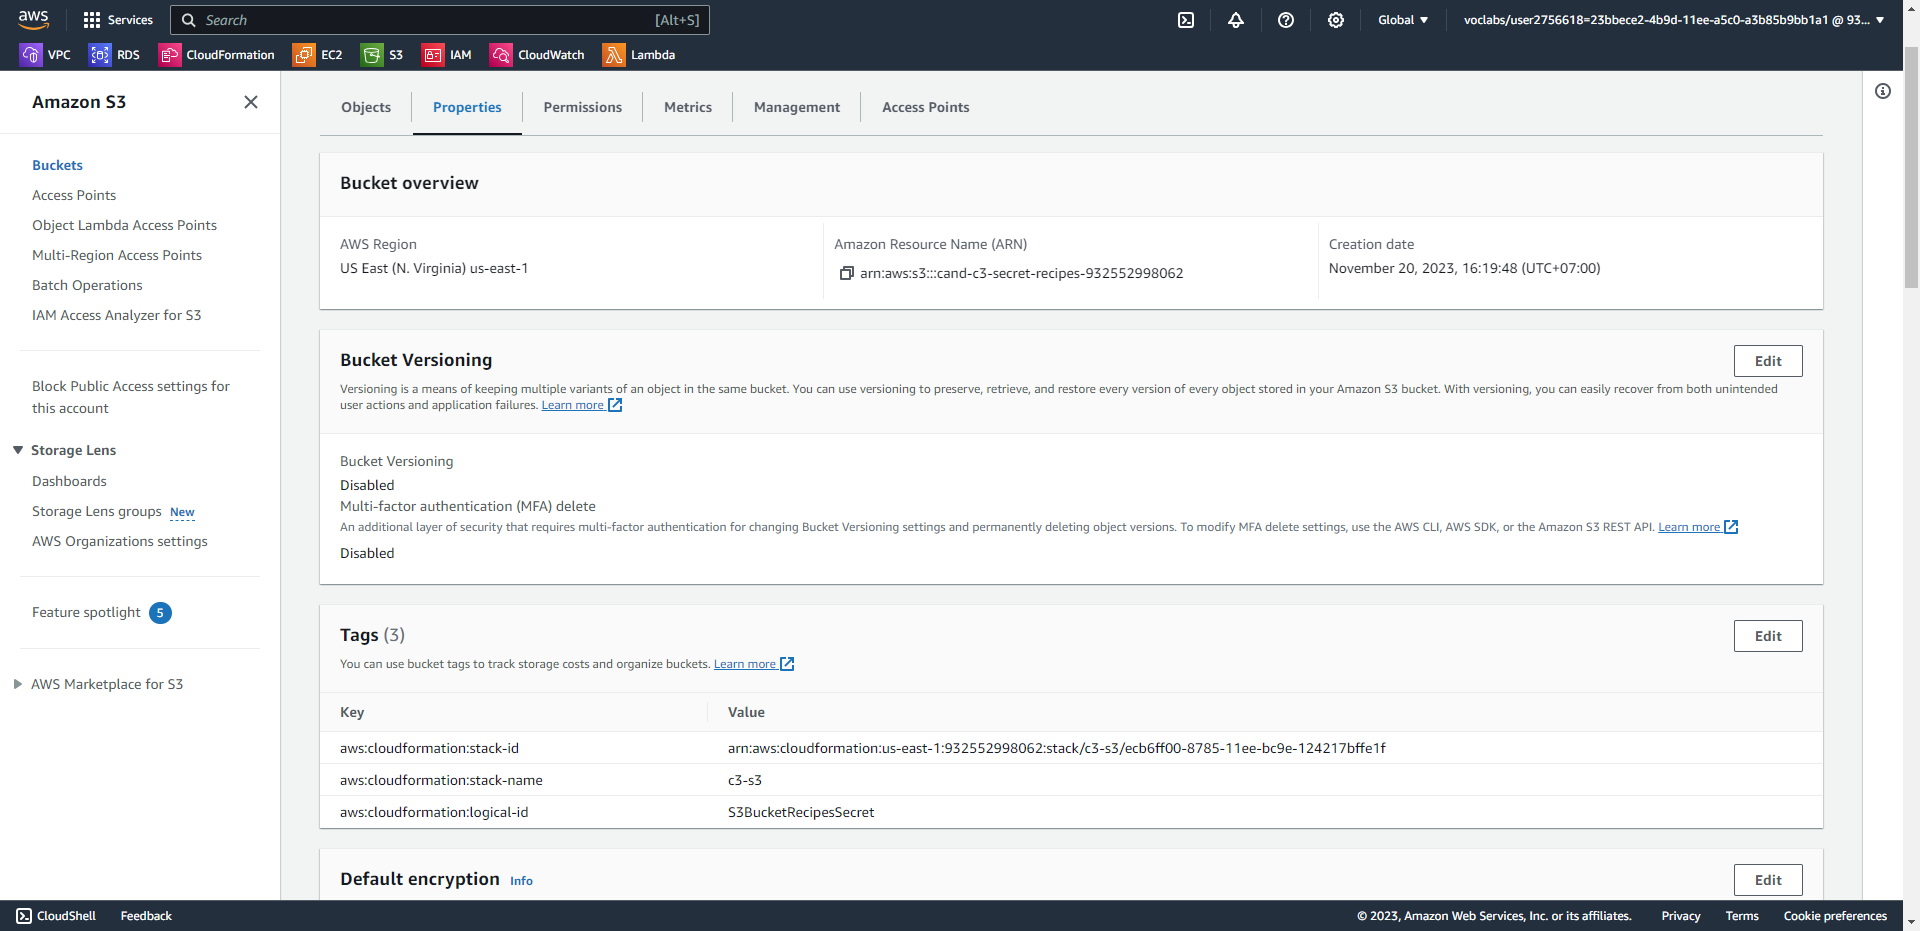 aws
Services
Search
[Alt+S]
Global
voclabs/user2756618=23bbece2-4b9d-11ee-a5c0-a3b85b9bb1a1 @ 93...
VPC
RDS
CloudFormation
EC2
S3
IAM
CloudWatch
Lambda
Amazon S3
Buckets
Access Points
Object Lambda Access Points
Multi-Region Access Points
Batch Operations
IAM Access Analyzer for S3
Block Public Access settings for
this account
Storage Lens
Dashboards
Storage Lens groups New
AWS Organizations settings
Feature spotlight 5
AWS Marketplace for S3
Objects
Properties
Permissions
Metrics
Management
Access Points
Bucket overview
AWS Region
US East (N. Virginia) us-east-1
Amazon Resource Name (ARN)
arn:aws:s3:::cand-c3-secret-recipes-932552998062
Creation date
November 20, 2023, 16:19:48 (UTC+07:00)
Bucket Versioning
Edit
Versioning is a means of keeping multiple variants of an object in the same bucket. You can use versioning to preserve, retrieve, and restore every version of every object stored in your Amazon S3 bucket. With versioning, you can easily recover from both unintended
user actions and application failures. Learn more
Bucket Versioning
Disabled
Multi-factor authentication (MFA) delete
An additional layer of security that requires multi-factor authentication for changing Bucket Versioning settings and permanently deleting object versions. To modify MFA delete settings, use the AWS CLI, AWS SDK, or the Amazon S3 REST API. Learn more
Disabled
Tags (3)
Edit
You can use bucket tags to track storage costs and organize buckets. Learn more
Key
Value
aws:cloudformation:stack-id
arn:aws:cloudformation:us-east-1:932552998062:stack/c3-s3/ecb6ff00-8785-11ee-bc9e-124217bffe1f
aws:cloudformation:stack-name
c3-s3
aws:cloudformation:logical-id
S3BucketRecipesSecret
Default encryption Info
Edit
CloudShell
Feedback
© 2023, Amazon Web Services, Inc. or its affiliates.
Privacy
Terms
Cookie preferences